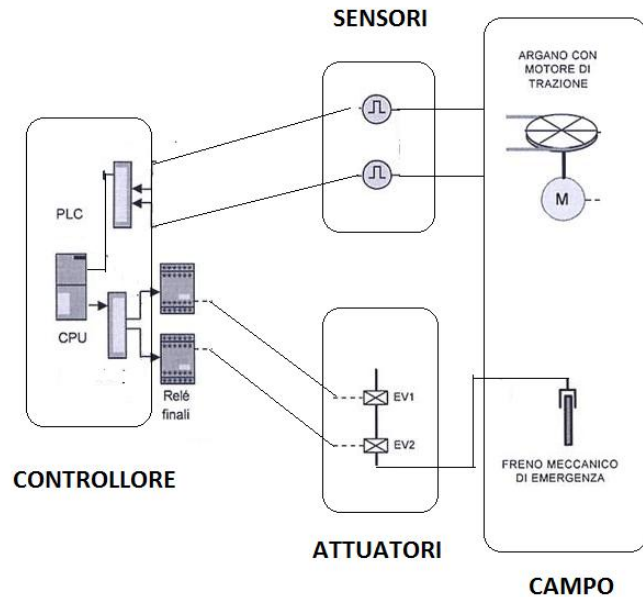 SENSORI
ARGANO CON
MOTORE DI
TRAZIONE
M
PLC
CPU
Relé
finali
CONTROLLORE
EV1
EV2
ATTUATORI
FRENO MECCANICO
DI EMERGENZA
CAMPO